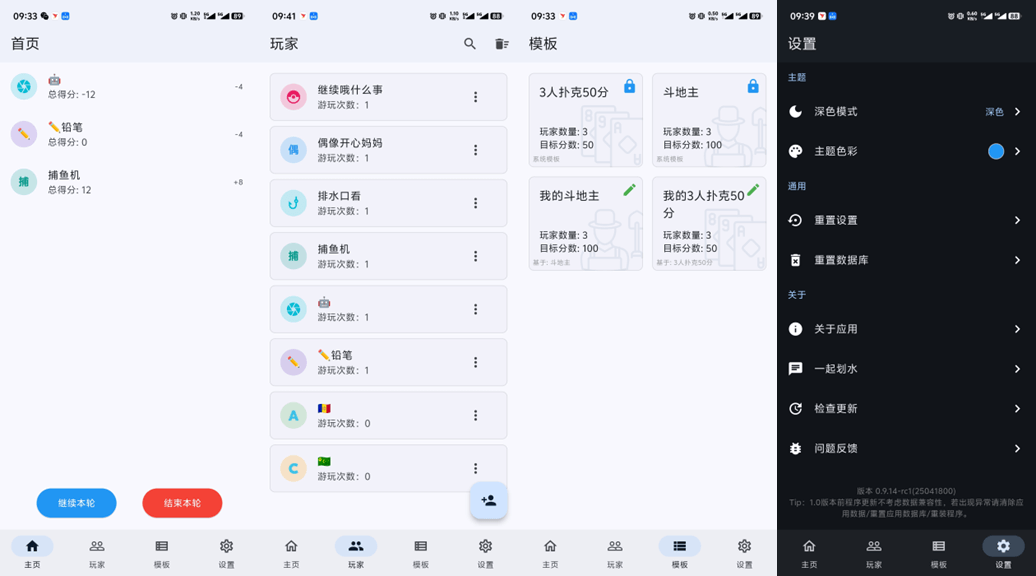 09:33
1.20 KB/s
89
首页
🤖
总得分: -12
-4
✏️铅笔
总得分: 0
-4
捕
捕鱼机
总得分: 12
+8
继续本轮
结束本轮
主页
玩家
模板
设置
09:41
1.10 KB/s
88
玩家
继续哦什么事
游玩次数：1
偶
偶像开心妈妈
游玩次数：1
排水口看
游玩次数：1
捕
捕鱼机
游玩次数：1
🤖
游玩次数：1
✏️铅笔
游玩次数：1
A
🇷🇴
游玩次数：0
C
游玩次数：0
主页
玩家
模板
设置
09:33
0.50 KB/s
89
模板
3人扑克50分
玩家数量: 3
目标分数: 50
系统模板
斗地主
玩家数量: 3
目标分数: 100
系统模板
我的斗地主
玩家数量: 3
目标分数: 100
基于: 斗地主
我的3人扑克50
分
玩家数量: 3
目标分数: 50
基于: 3人扑克50分
主页
玩家
模板
设置
09:39
0.60 KB/s
88
设置
主题
深色模式
深色
主题色彩
通用
重置设置
重置数据库
关于
关于应用
一起划水
检查更新
问题反馈
版本 0.9.14-rc1(25041800)
Tip：1.0版本前程序更新不考虑数据兼容性，若出现异常请清除应
用数据/重置应用数据库/重装程序。
主页
玩家
模板
设置